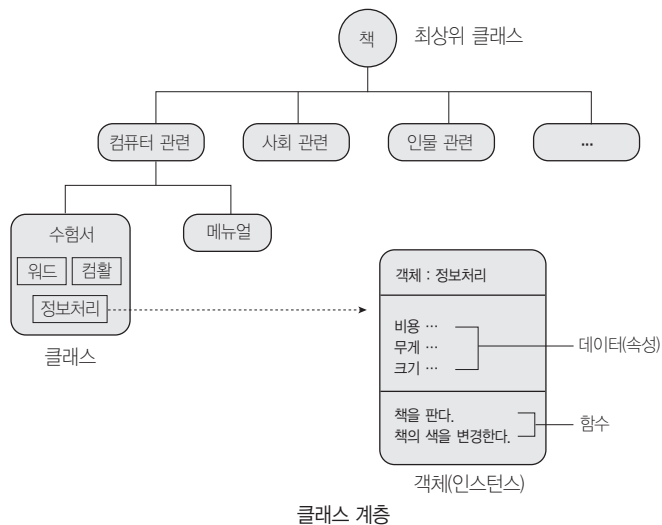 책
최상위 클래스
컴퓨터 관련
사회 관련
인물 관련
...
수험서
메뉴얼
워드
컴활
정보처리
클래스
객체 : 정보처리
비용 …
무게 …
크기 …
데이터(속성)
책을 판다.
책의 색을 변경한다.
함수
객체(인스턴스)
클래스 계층